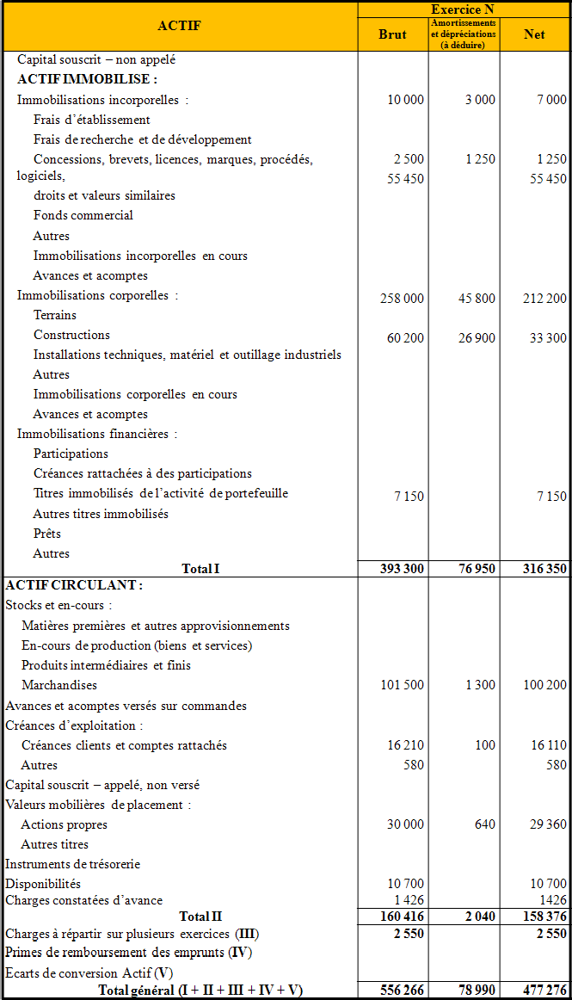 ACTIF
Exercice N
Brut
Amortissements
et dépréciations
(à déduire)
Net
Capital souscrit – non appelé
ACTIF IMMOBILISE :
Immobilisations incorporelles : 10 000 3 000 7 000
Frais d’établissement
Frais de recherche et de développement
Concessions, brevets, licences, marques, procédés, 2 500 1 250 1 250
logiciels, 55 450 55 450
droits et valeurs similaires
Fonds commercial
Autres
Immobilisations incorporelles en cours
Avances et acomptes
Immobilisations corporelles : 258 000 45 800 212 200
Terrains
Constructions 60 200 26 900 33 300
Installations techniques, matériel et outillage industriels
Autres
Immobilisations corporelles en cours
Avances et acomptes
Immobilisations financières :
Participations
Créances rattachées à des participations
Titres immobilisés de l’activité de portefeuille 7 150 7 150
Autres titres immobilisés
Prêts
Autres
Total I 393 300 76 950 316 350
ACTIF CIRCULANT :
Stocks et en-cours :
Matières premières et autres approvisionnements
En-cours de production (biens et services)
Produits intermédiaires et finis
Marchandises 101 500 1 300 100 200
Avances et acomptes versés sur commandes
Créances d’exploitation :
Créances clients et comptes rattachés 16 210 100 16 110
Autres 580 580
Capital souscrit – appelé, non versé
Valeurs mobilières de placement :
Actions propres 30 000 640 29 360
Autres titres
Instruments de trésorerie
Disponibilités 10 700 10 700
Charges constatées d’avance 1 426 1426
Total II 160 416 2 040 158 376
Charges à répartir sur plusieurs exercices (III) 2 550 2 550
Primes de remboursement des emprunts (IV)
Ecarts de conversion Actif (V)
Total général (I + II + III + IV + V) 556 266 78 990 477 276